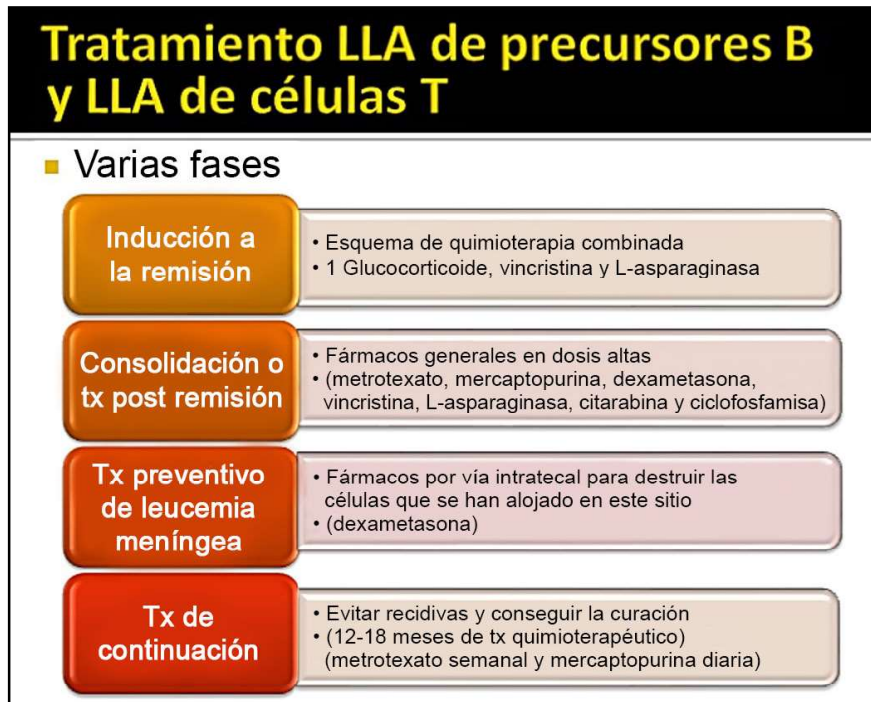 Tratamiento LLA de precursores B
y LLA de células T
Varias fases
Inducción a
la remisión
• Esquema de quimioterapia combinada
• 1 Glucocorticoide, vincristina y L-asparaginasa
Consolidación o
tx post remisión
• Fármacos generales en dosis altas
• (metrotexato, mercaptopurina, dexametasona,
vincristina, L-asparaginasa, citarabina y ciclofosfamisa)
Tx preventivo
de leucemia
meníngea
• Fármacos por vía intratecal para destruir las
células que se han alojado en este sitio
• (dexametasona)
Tx de
continuación
• Evitar recidivas y conseguir la curación
• (12-18 meses de tx quimioterapéutico)
(metrotexato semanal y mercaptopurina diaria)